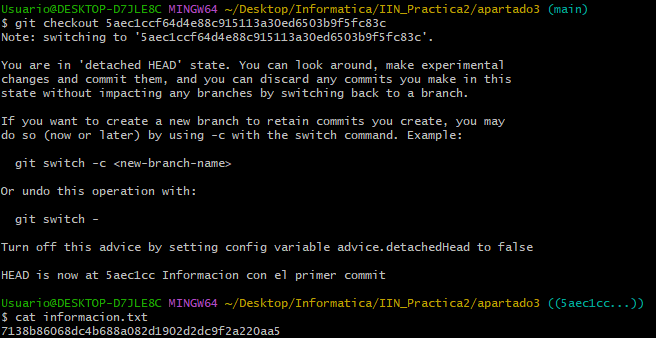 Usuario@DESKTOP-D7JLE8C MINGW64 ~/Desktop/Informatica/IIN_Practica2/apartado3 (main)
$ git checkout 5aec1ccf64d4e88c915113a30ed6503b9f5fc83c
Note: switching to '5aec1ccf64d4e88c915113a30ed6503b9f5fc83c'.
You are in 'detached HEAD' state. You can look around, make experimental
changes and commit them, and you can discard any commits you make in this
state without impacting any branches by switching back to a branch.
If you want to create a new branch to retain commits you create, you may
do so (now or later) by using -c with the switch command. Example:
git switch -c <new-branch-name>
Or undo this operation with:
git switch -
Turn off this advice by setting config variable advice.detachedHead to false
HEAD is now at 5aec1cc Informacion con el primer commit
Usuario@DESKTOP-D7JLE8C MINGW64 ~/Desktop/Informatica/IIN_Practica2/apartado3 ((5aec1cc...))
$ cat informacion.txt
7138b86068dc4b688a082d1902d2dc9f2a220aa5